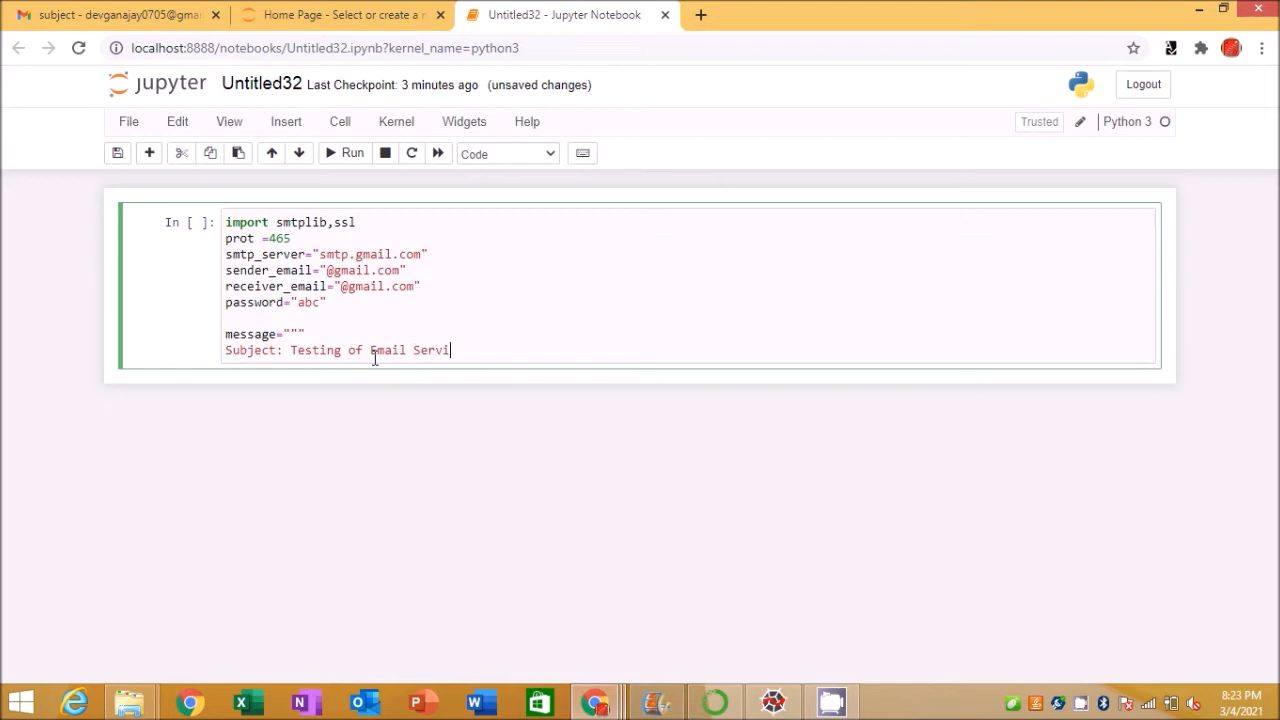 subject - devganajay0705@gmai
Home Page - Select or create a n
Untitled32 - Jupyter Notebook
localhost:8888/notebooks/Untitled32.ipynb?kernel_name=python3
jupyter Untitled32 Last Checkpoint: 3 minutes ago (unsaved changes)
Logout
File Edit View Insert Cell Kernel Widgets Help
Trusted
Python 3
Run
Code
In [ ]:
import smtplib,ssl
prot =465
smtp_server="smtp.gmail.com"
sender_email="@gmail.com"
receiver_email="@gmail.com"
password="abc"
message="""
Subject: Testing of Email Servi
8:23 PM
3/4/2021